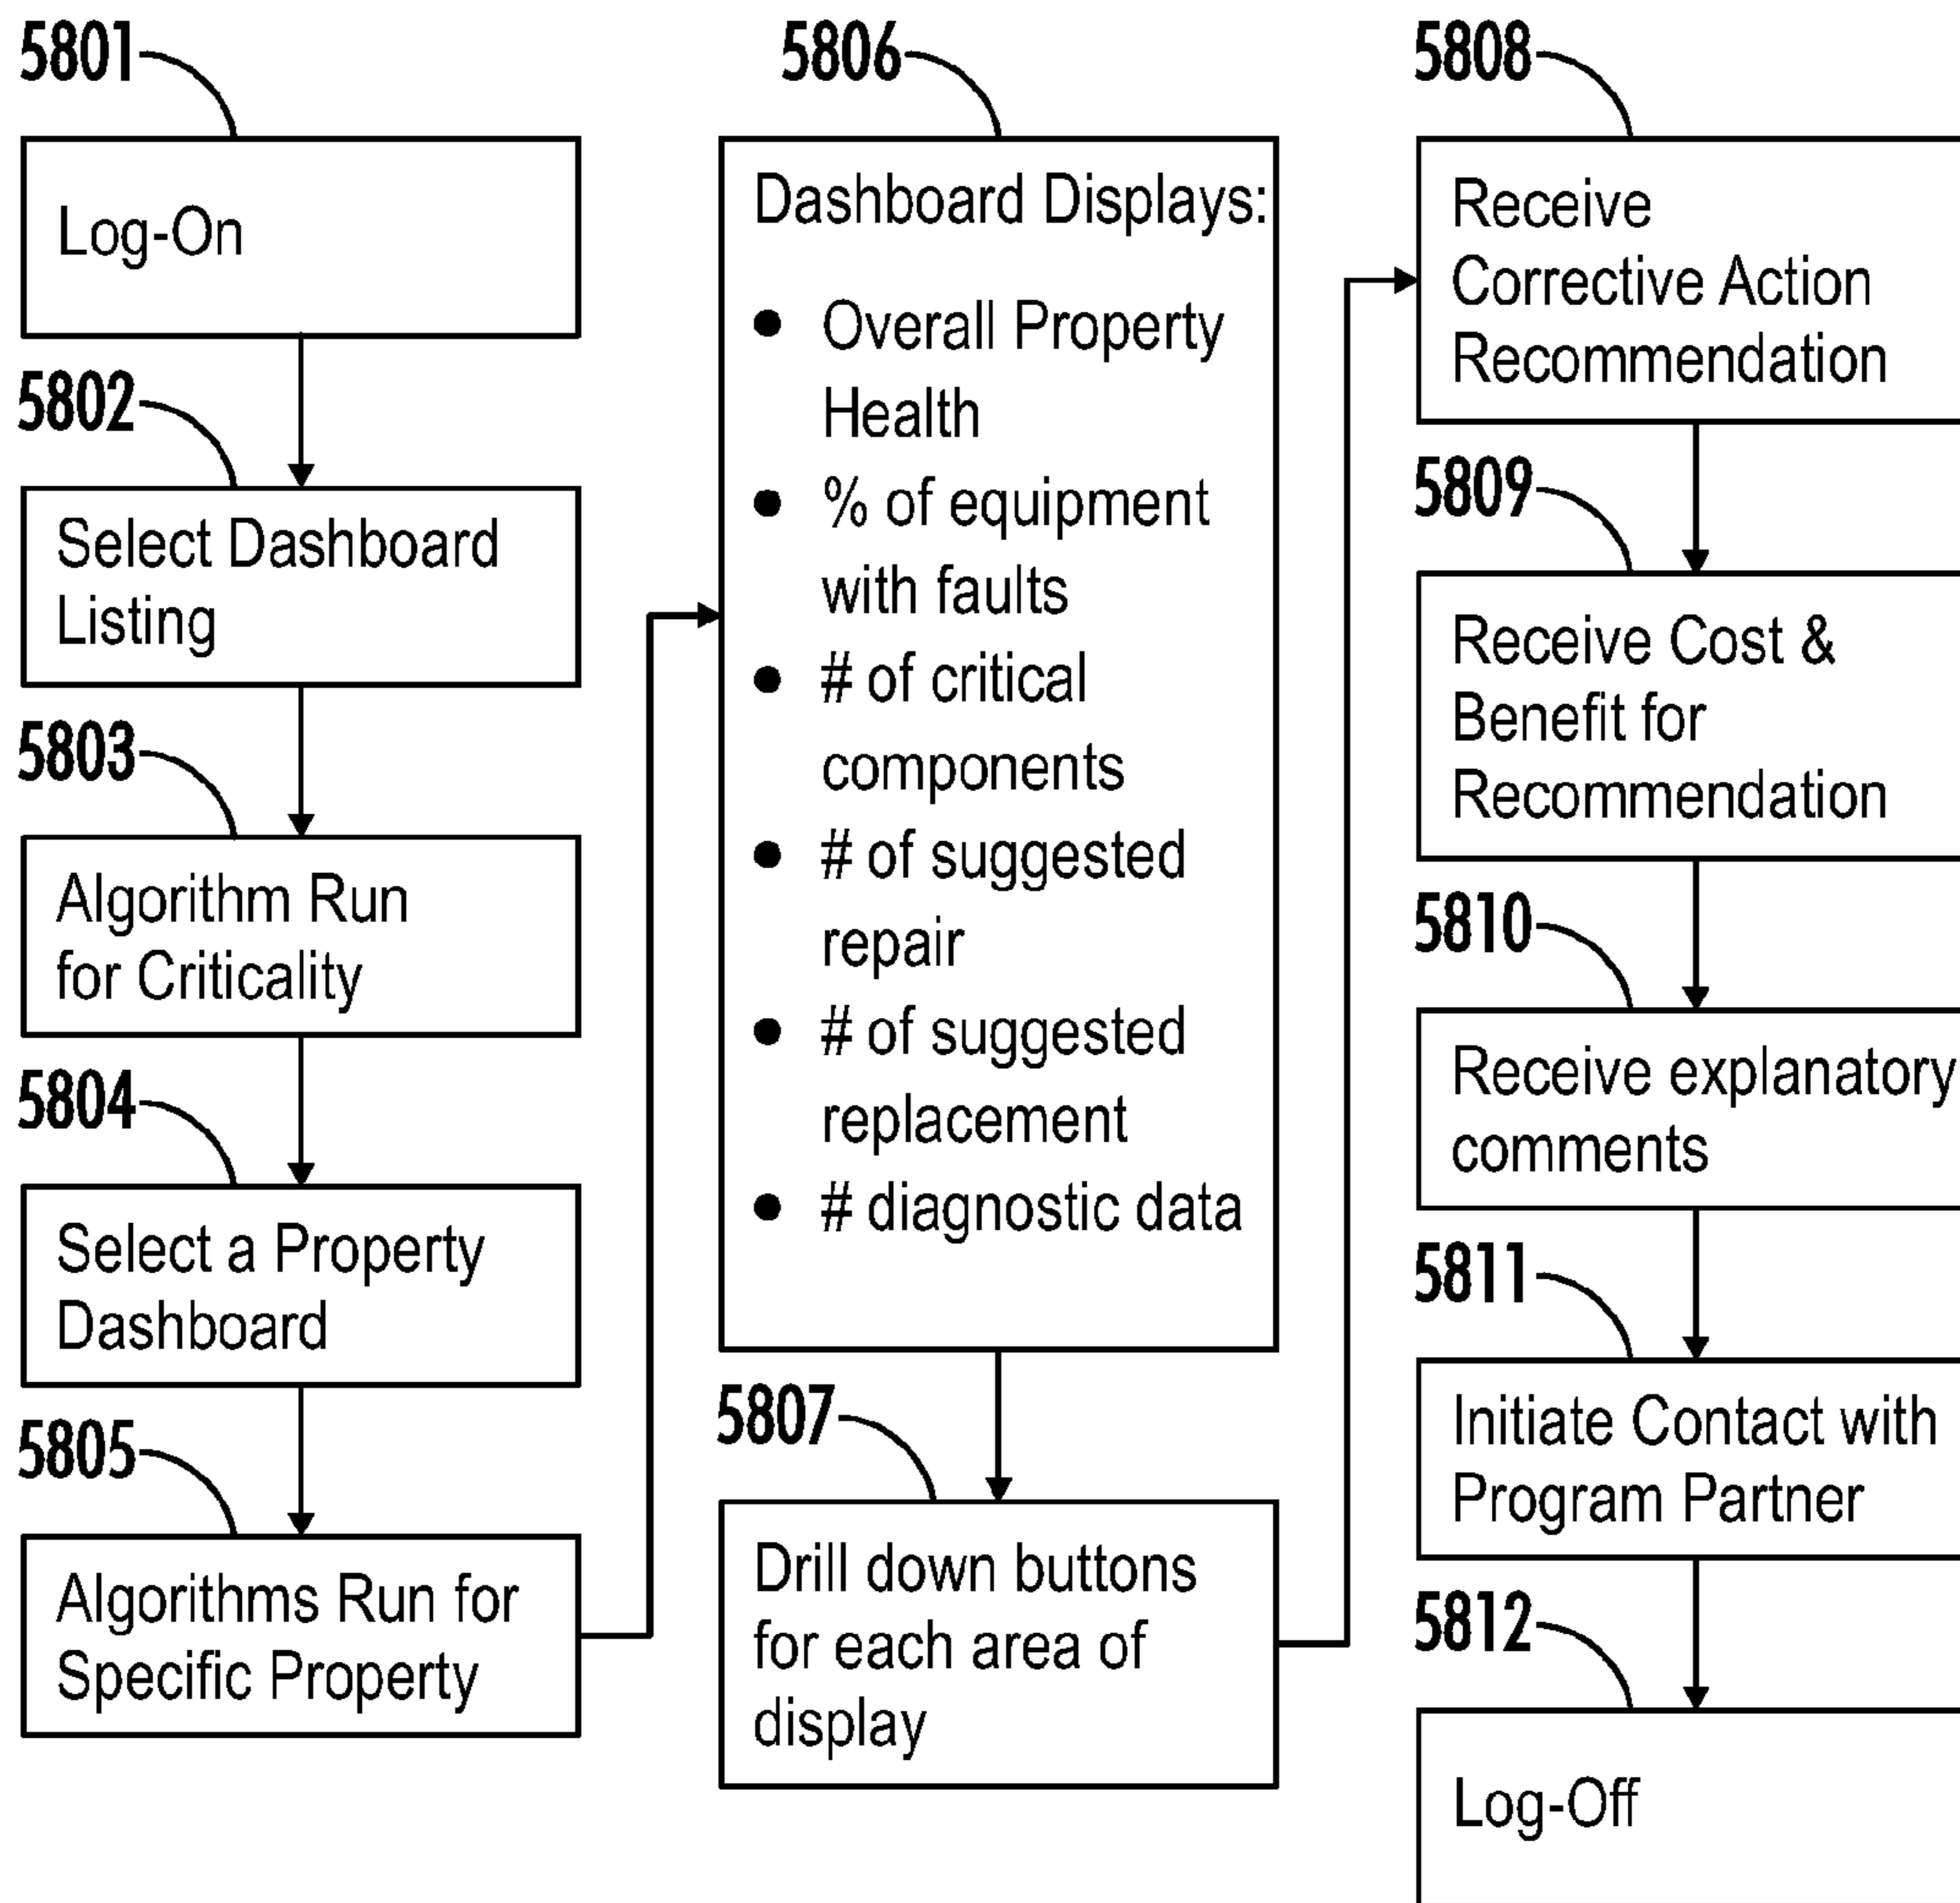 5801
Log-On
5802
Select Dashboard
Listing
5803
Algorithm Run
for Criticality
5804
Select a Property
Dashboard
5805
Algorithms Run for
Specific Property
5806
Dashboard Displays:
● Overall Property
Health
● % of equipment
with faults
● # of critical
components
● # of suggested
repair
● # of suggested
replacement
● # diagnostic data
5807
Drill down buttons
for each area of
display
5808
Receive
Corrective Action
Recommendation
5809
Receive Cost &
Benefit for
Recommendation
5810
Receive explanatory
comments
5811
Initiate Contact with
Program Partner
5812
Log-Off